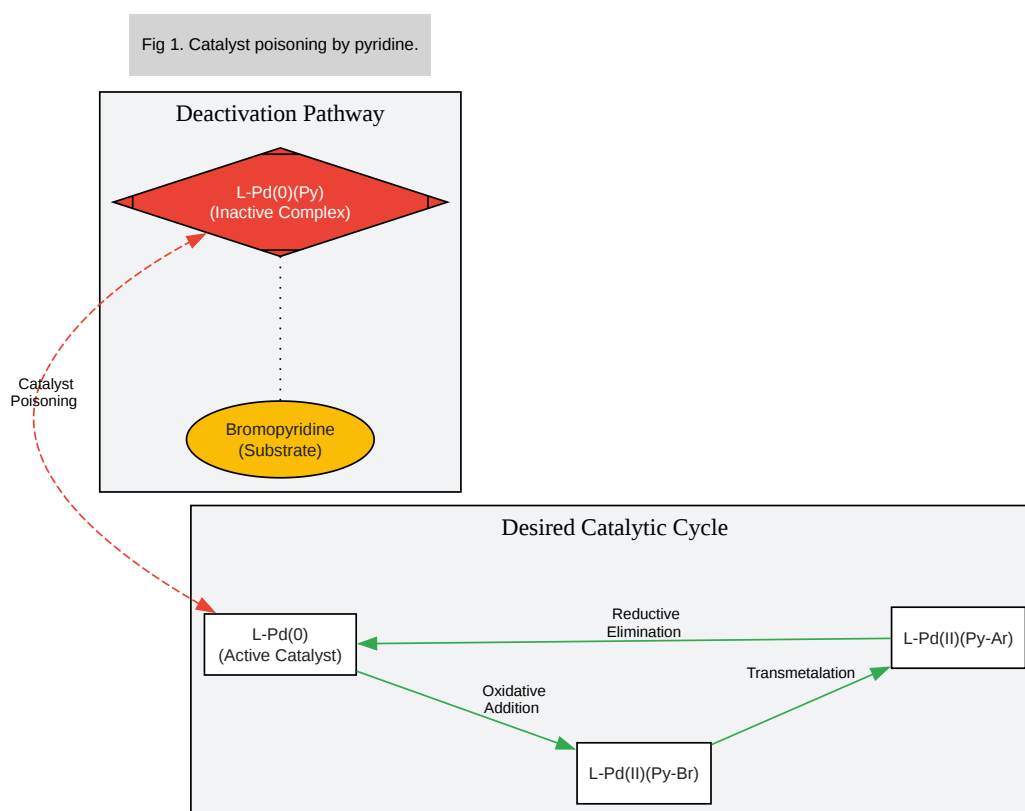 Fig 1. Catalyst poisoning by pyridine.
Deactivation Pathway
L-Pd(0)(Py)
(Inactive Complex)
Catalyst
Poisoning
Bromopyridine
(Substrate)
Desired Catalytic Cycle
L-Pd(0)
(Active Catalyst)
Reductive
Elimination
L-Pd(II)(Py-Ar)
Oxidative
Addition
Transmetalation
L-Pd(II)(Py-Br)